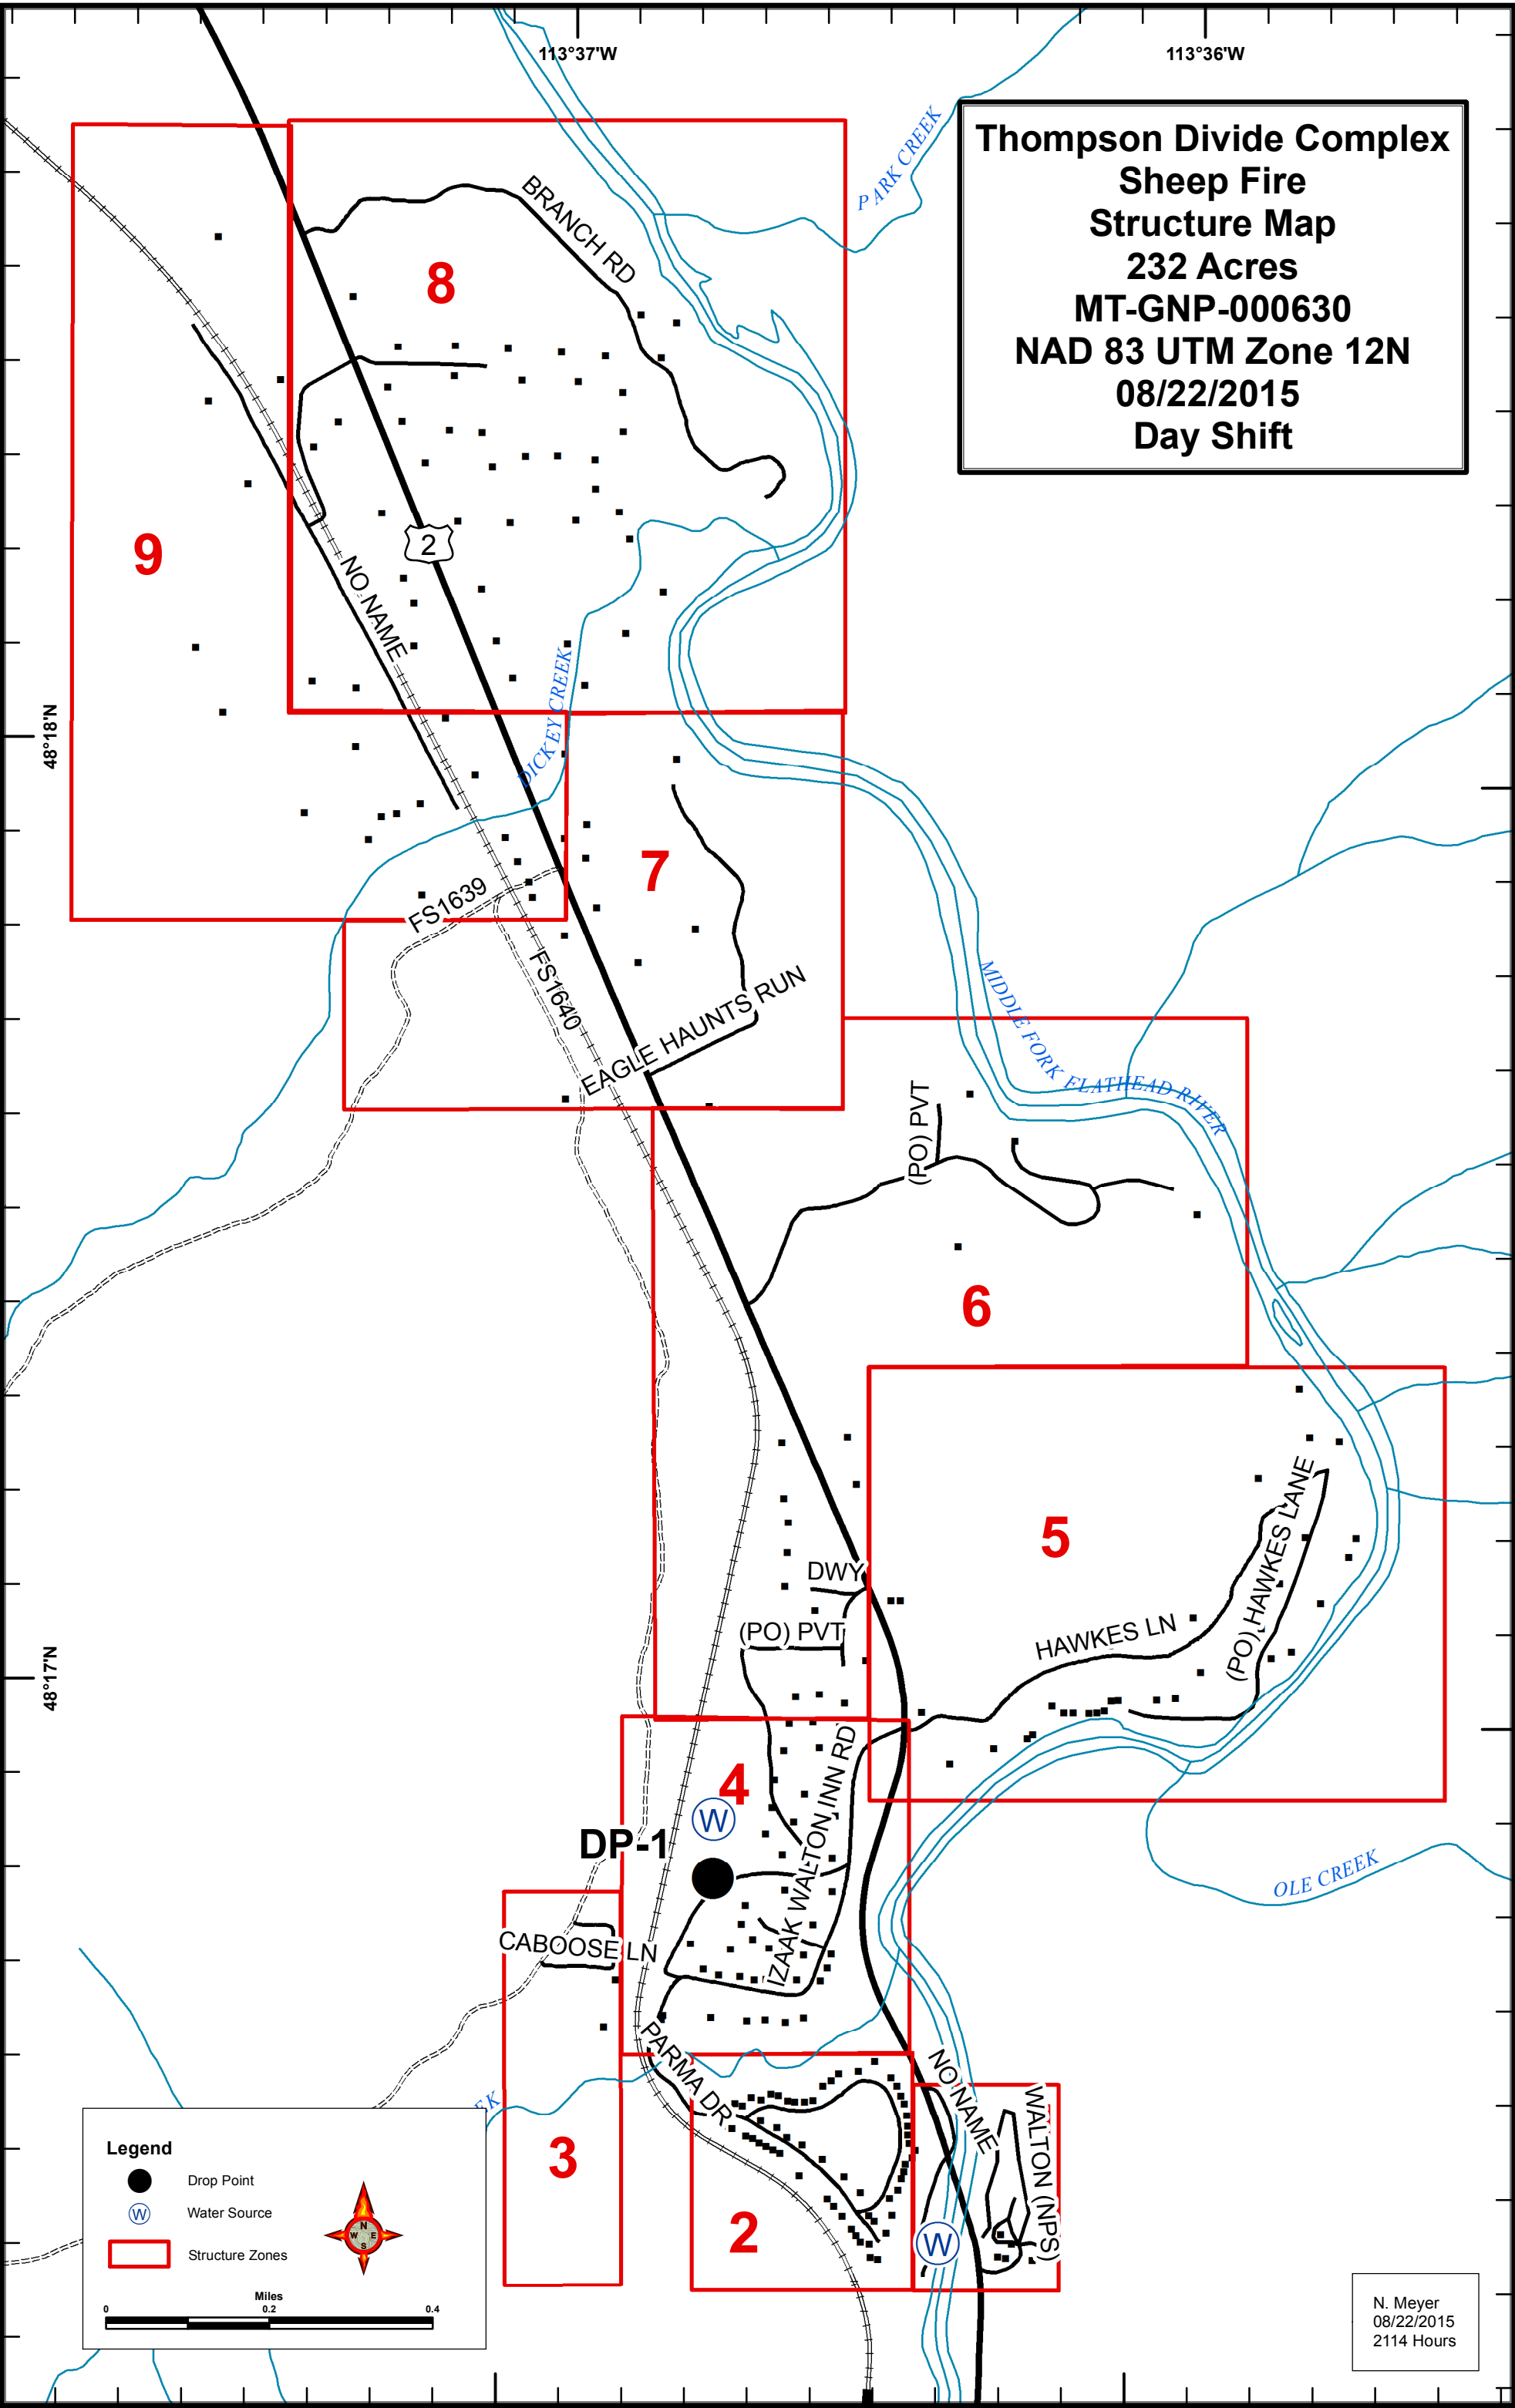 113°37'W
113°36'W
Thompson Divide Complex
Sheep Fire
Structure Map
232 Acres
MT-GNP-000630
NAD 83 UTM Zone 12N
08/22/2015
Day Shift
PARK CREEK
BRANCH RD
8
9
2
NO NAME
48°18'N
DICKEY CREEK
7
FS1639
FS1640
EAGLE HAUNTS RUN
MIDDLE FORK FLATHEAD RIVER
(PO) PVT
6
5
DWY
(PO) PVT
HAWKES LN
(PO) HAWKES LANE
48°17'N
4
W
DP-1
IZAAK WALTON INN RD
OLE CREEK
CABOOSE LN
PARMA DR
NO NAME
WALTON (NPS)
EK
3
2
W
Legend
Drop Point
W
Water Source
Structure Zones
N
W E
S
Miles
0 0.2 0.4
N. Meyer
08/22/2015
2114 Hours